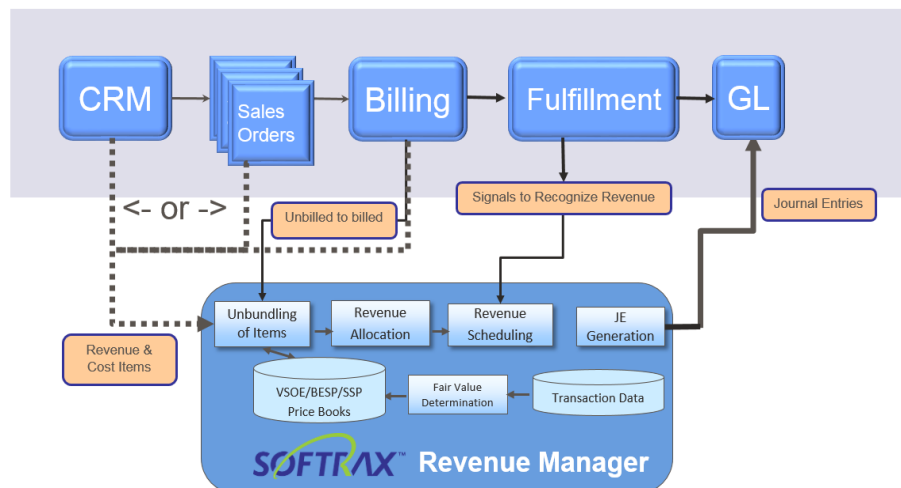 CRM
Sales
Orders
Billing
Fulfillment
GL
<- or ->
Unbilled to billed
Signals to Recognize Revenue
Journal Entries
Revenue &
Cost Items
Unbundling
of Items
Revenue
Allocation
Revenue
Scheduling
JE
Generation
VSOE/BESP/SSP
Price Books
Fair Value
Determination
Transaction Data
SOFTRAX™ Revenue Manager